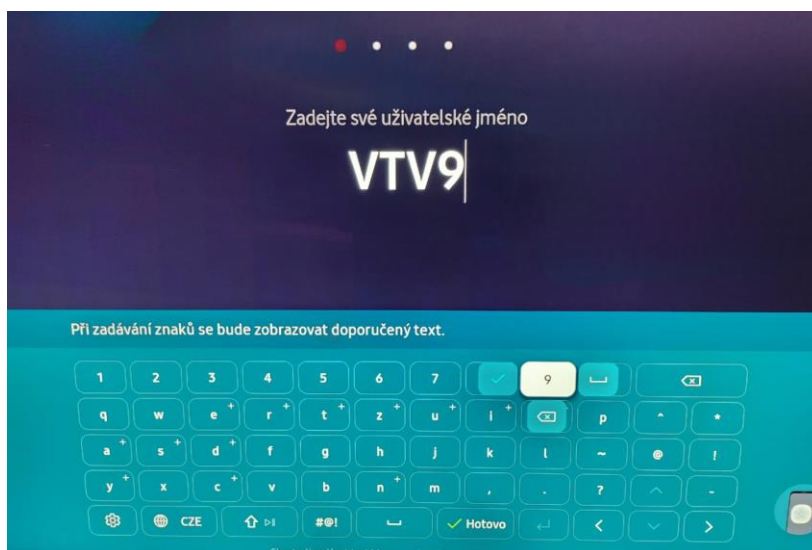 Zadejte své uživatelské jméno
VTV9
Při zadávání znaků se bude zobrazovat doporučený text.
1 2 3 4 5 6 7 9
q w e + r + t + z + u + i + p ^ *
a + s + d + f g h j k l ~ @ !
y + x c + v b n + m , . ? -
CZE #@! Hotovo < >